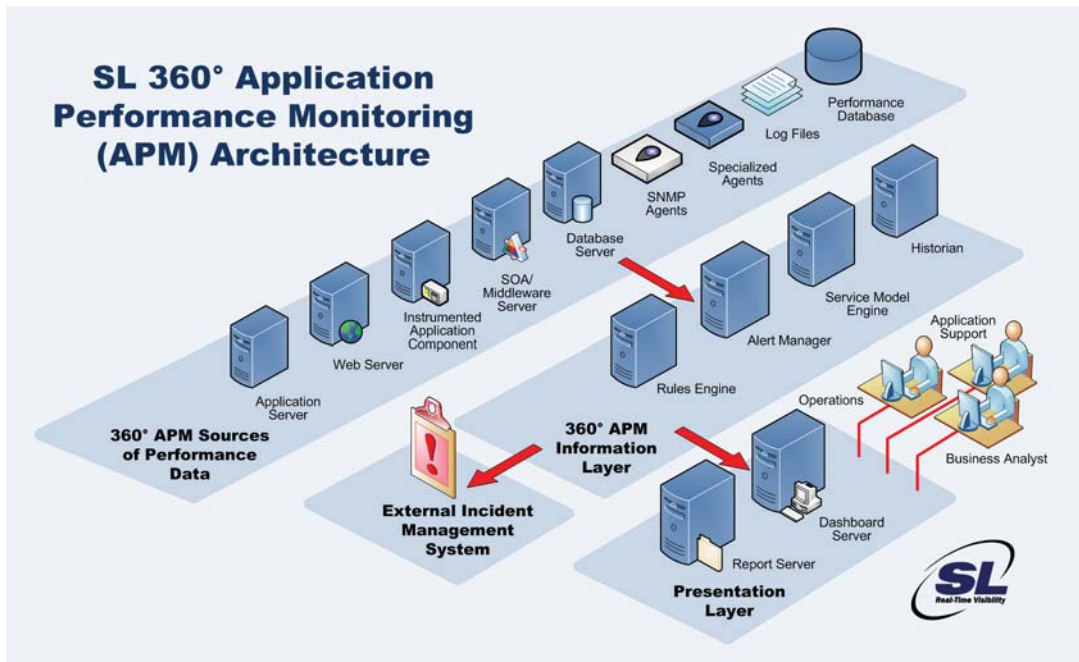 SL 360° Application
Performance Monitoring
(APM) Architecture
Performance
Database
Log Files
Specialized
Agents
SNMP
Agents
Database
Server
SOA/
Middleware
Server
Instrumented
Application
Component
Web Server
Application
Server
360° APM Sources
of Performance
Data
Historian
Service Model
Engine
Alert Manager
Rules Engine
360° APM
Information
Layer
Application
Support
Operations
Business Analyst
External Incident
Management
System
Dashboard
Server
Report Server
Presentation
Layer
SL
Real-Time Visibility